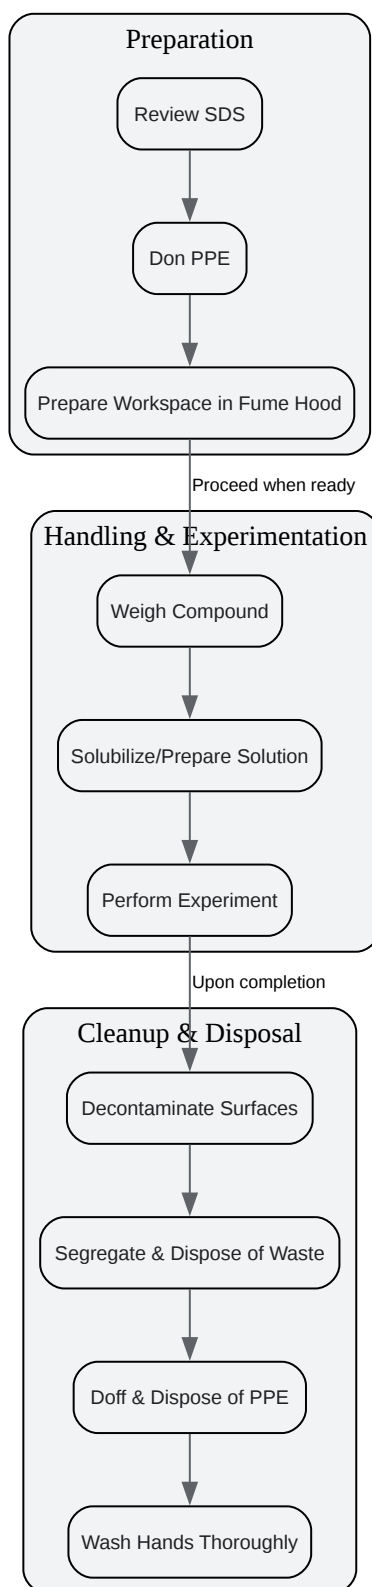 Preparation
Review SDS
Don PPE
Prepare Workspace in Fume Hood
Proceed when ready
Handling & Experimentation
Weigh Compound
Solubilize/Prepare Solution
Perform Experiment
Upon completion
Cleanup & Disposal
Decontaminate Surfaces
Segregate & Dispose of Waste
Doff & Dispose of PPE
Wash Hands Thoroughly